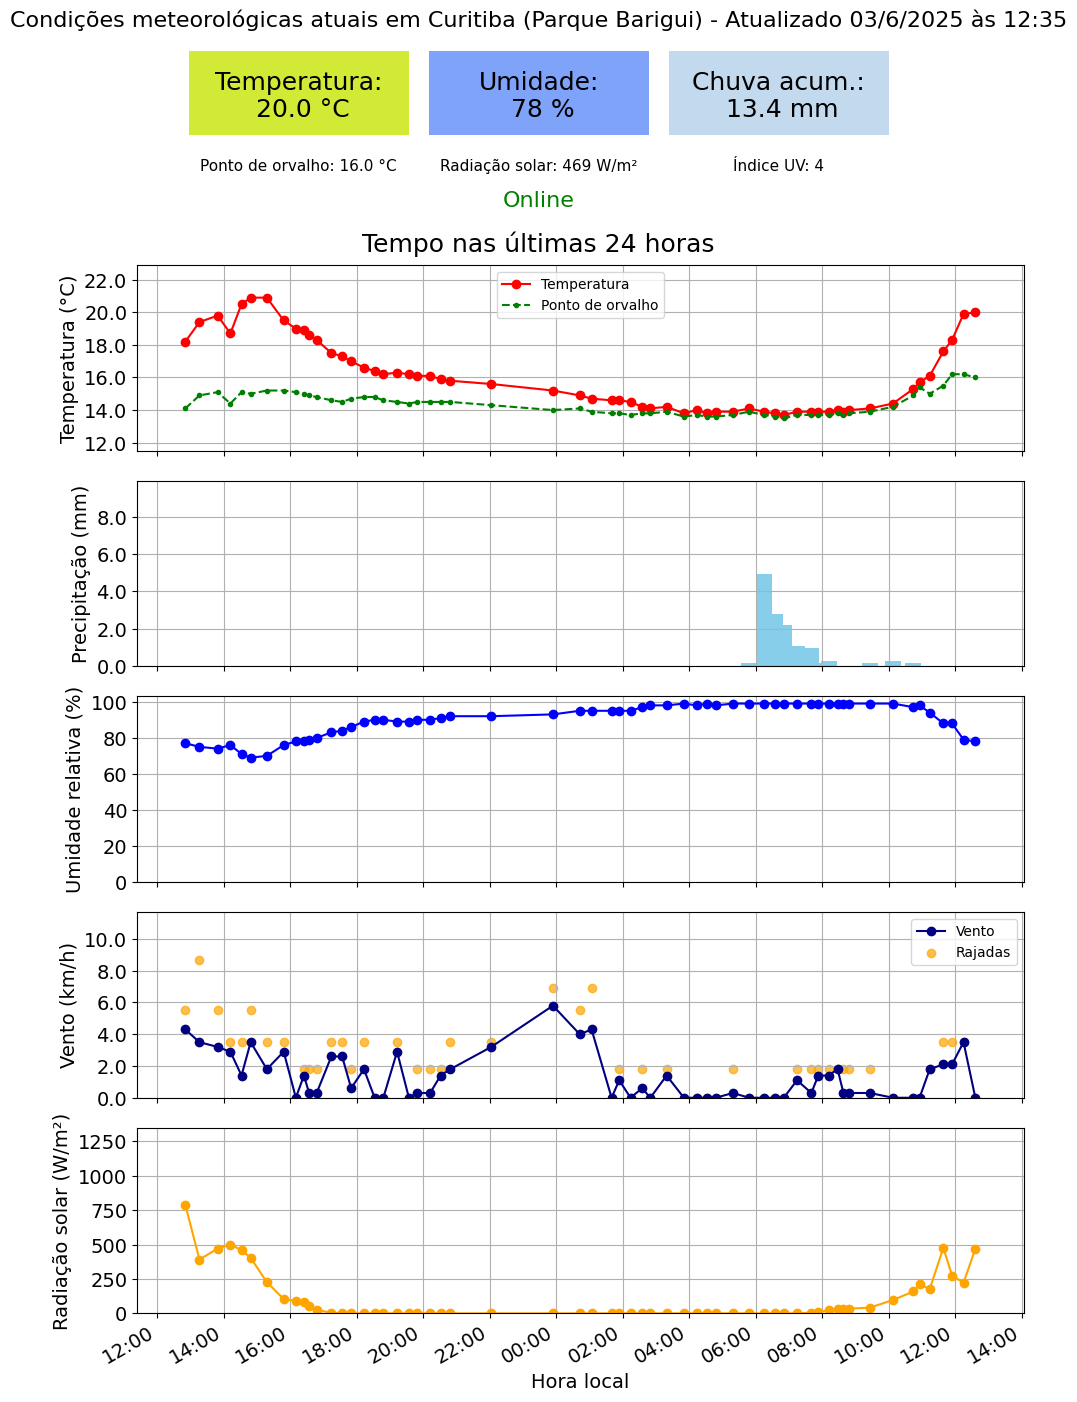 Condições meteorológicas atuais em Curitiba (Parque Barigui) - Atualizado 03/6/2025 às 12:35
Temperatura:
20.0 °C
Umidade:
78 %
Chuva acum.:
13.4 mm
Ponto de orvalho: 16.0 °C
Radiação solar: 469 W/m²
Índice UV: 4
Online
Tempo nas últimas 24 horas
Temperatura (°C)
22.0
20.0
18.0
16.0
14.0
12.0
Temperatura
Ponto de orvalho
Precipitação (mm)
8.0
6.0
4.0
2.0
0.0
Umidade relativa (%)
100
80
60
40
20
0
Vento (km/h)
10.0
8.0
6.0
4.0
2.0
0.0
Vento
Rajadas
Radiação solar (W/m²)
1250
1000
750
500
250
0
12:00
14:00
16:00
18:00
20:00
22:00
00:00
02:00
04:00
06:00
08:00
10:00
12:00
14:00
Hora local